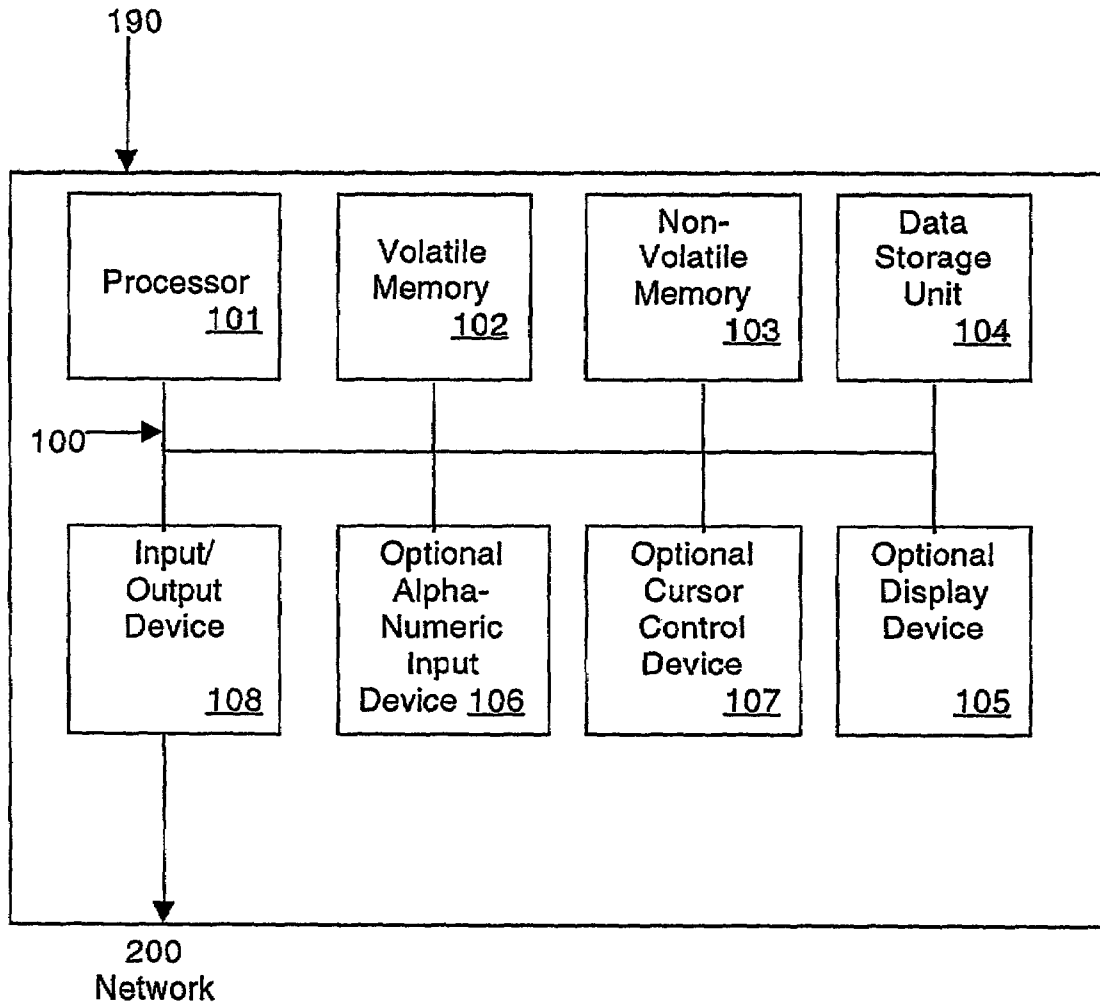 190
Processor
101
Volatile
Memory
102
Non-
Volatile
Memory
103
Data
Storage
Unit
104
100
Input/
Output
Device
108
Optional
Alpha-
Numeric
Input
Device 106
Optional
Cursor
Control
Device
107
Optional
Display
Device
105
200
Network